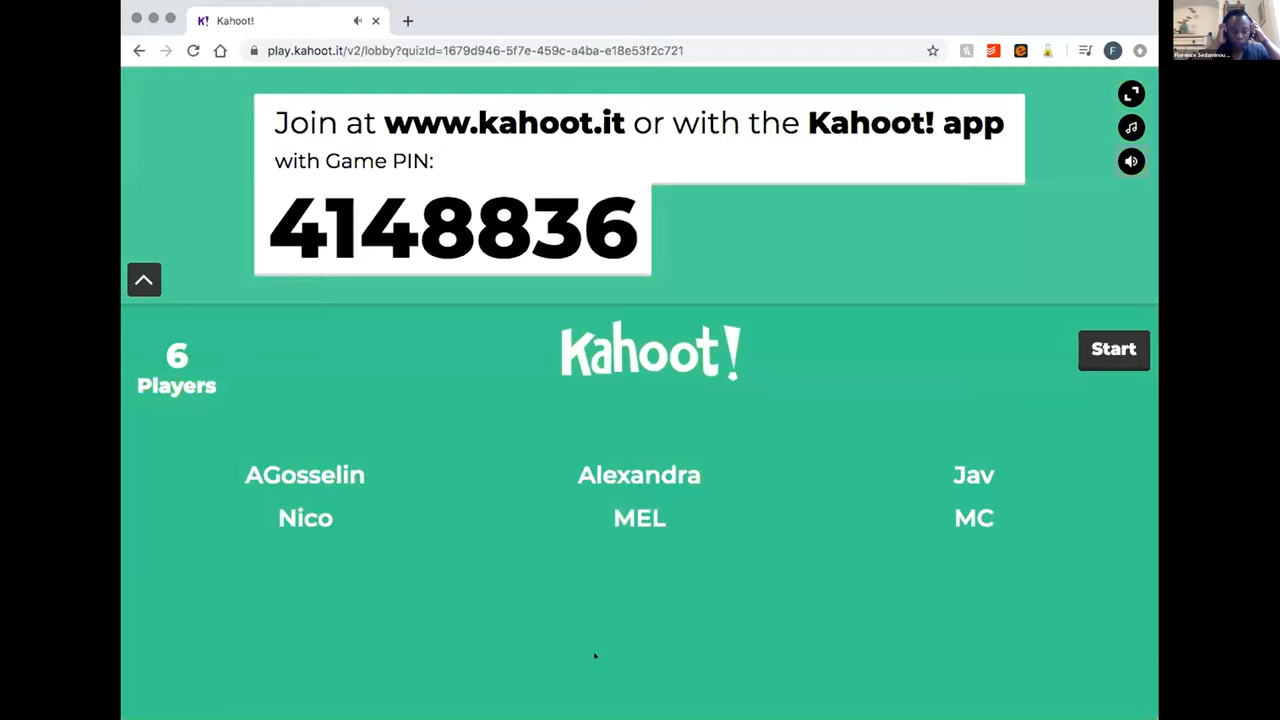 Kahoot!
play.kahoot.it/v2/lobby?quizId=1679d946-5f7e-459c-a4ba-e18e53f2c721
F
Join at www.kahoot.it or with the Kahoot! app
with Game PIN:
4148836
6
Players
Kahoot!
Start
AGosselin
Alexandra
Jav
Nico
MEL
MC